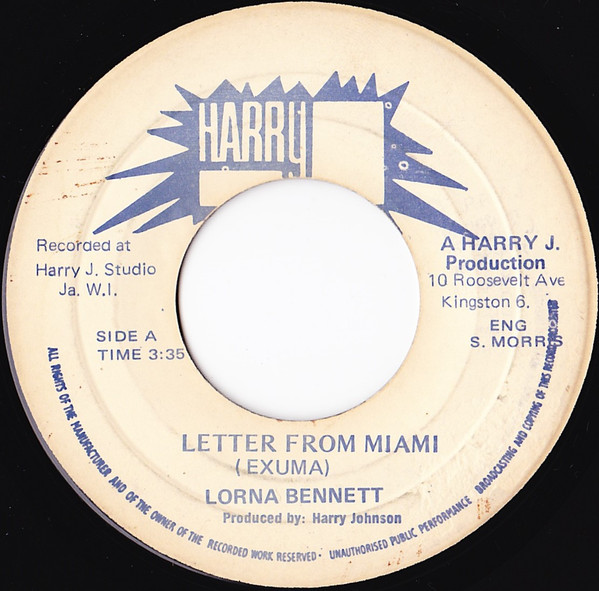 HARRY J
Recorded at
Harry J. Studio
Ja. W.I.
A HARRY J.
Production
10 Roosevelt Ave
Kingston 6.
SIDE A
TIME 3:35
ENG
S. MORRIS
LETTER FROM MIAMI
(EXUMA)
LORNA BENNETT
Produced by: Harry Johnson
ALL RIGHTS OF THE MANUFACTURER AND OF THE OWNER OF THE RECORDED WORK RESERVED · UNAUTHORISED PUBLIC PERFORMANCE BROADCASTING AND COPYING OF THIS RECORD PROHIBITED